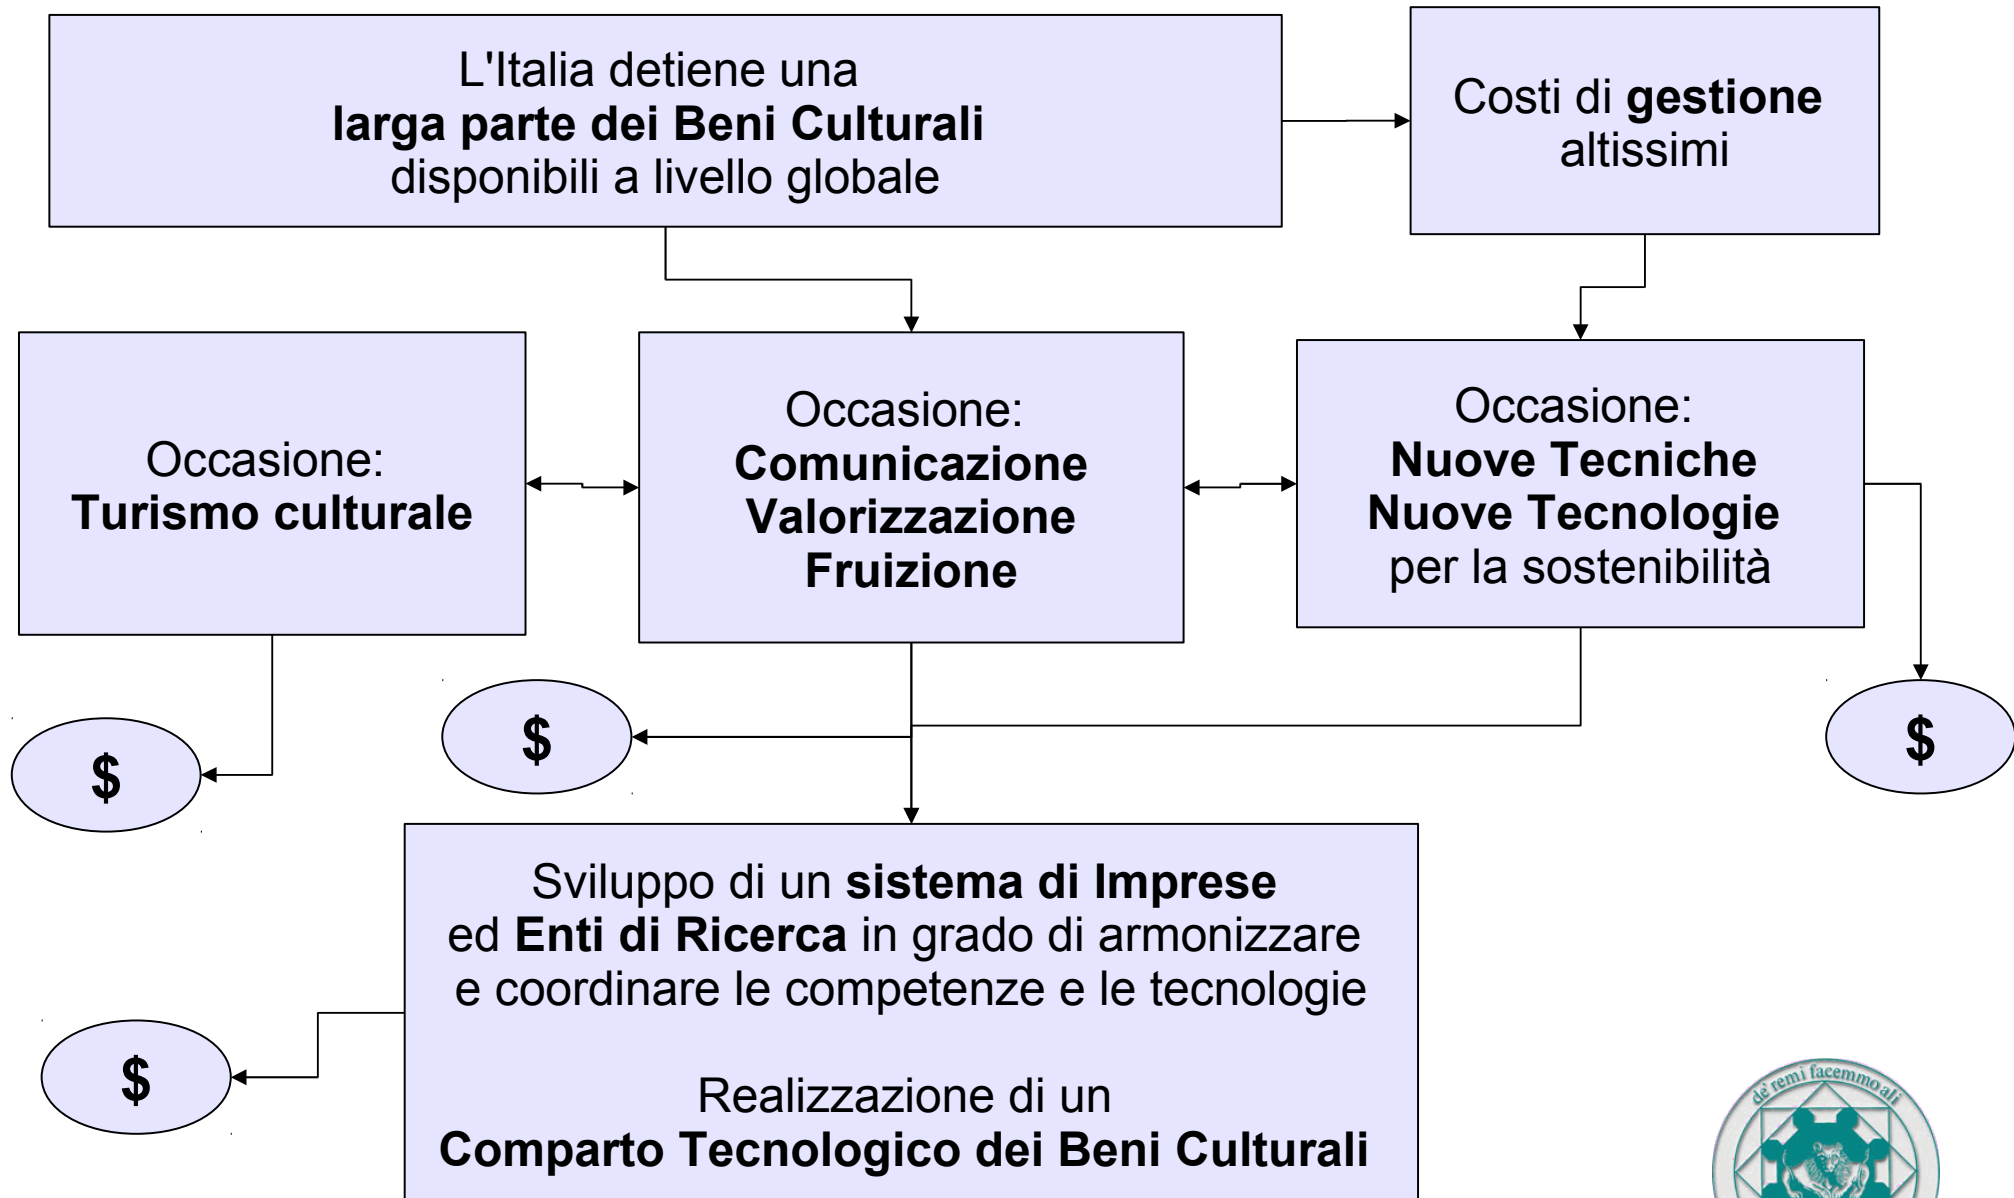 L'Italia detiene una
larga parte dei Beni Culturali
disponibili a livello globale
Costi di gestione
altissimi
Occasione:
Turismo culturale
Occasione:
Comunicazione
Valorizzazione
Fruizione
Occasione:
Nuove Tecniche
Nuove Tecnologie
per la sostenibilità
$
$
$
Sviluppo di un sistema di Imprese
ed Enti di Ricerca in grado di armonizzare
e coordinare le competenze e le tecnologie
$
Realizzazione di un
Comparto Tecnologico dei Beni Culturali
de' remi facemmo ali